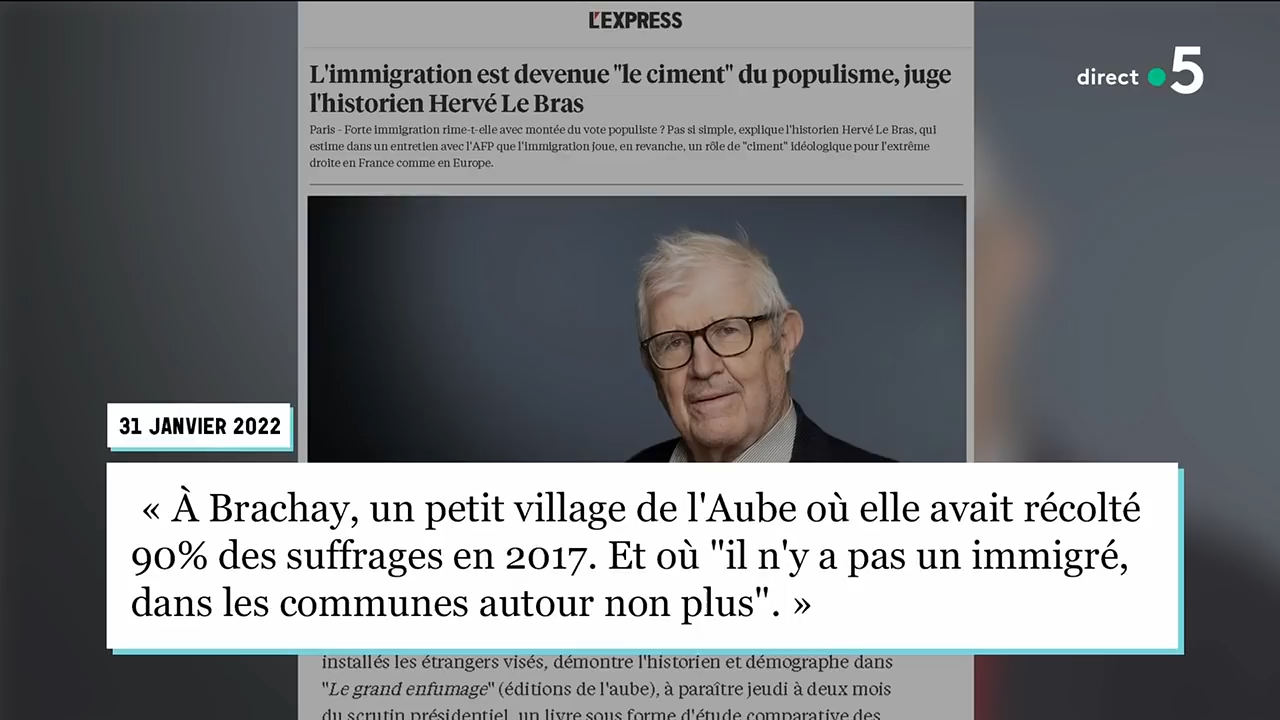 L'EXPRESS
L'immigration est devenue "le ciment" du populisme, juge
l'historien Hervé Le Bras
Paris - Forte immigration rime-t-elle avec montée du vote populiste ? Pas si simple, explique l'historien Hervé Le Bras, qui
estime dans un entretien avec l'AFP que l'immigration joue, en revanche, un rôle de "ciment" idéologique pour l'extrême
droite en France comme en Europe.
direct 5
31 JANVIER 2022
« À Brachay, un petit village de l'Aube où elle avait récolté
90% des suffrages en 2017. Et où "il n'y a pas un immigré,
dans les communes autour non plus". »
installés les étrangers visés, démontre l'historien et démographe dans
"Le grand enfumage" (éditions de l'aube), à paraître jeudi à deux mois
du scrutin présidentiel, un livre sous forme d'étude comparative des